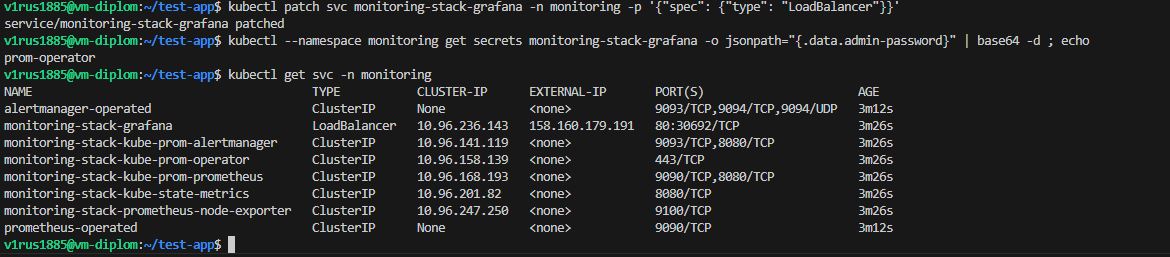 v1rus1885@vm-diplom:~/test-app$ kubectl patch svc monitoring-stack-grafana -n monitoring -p '{"spec": {"type": "LoadBalancer"}}'
service/monitoring-stack-grafana patched
v1rus1885@vm-diplom:~/test-app$ kubectl --namespace monitoring get secrets monitoring-stack-grafana -o jsonpath="{.data.admin-password}" | base64 -d ; echo
prom-operator
v1rus1885@vm-diplom:~/test-app$ kubectl get svc -n monitoring
NAME TYPE CLUSTER-IP EXTERNAL-IP PORT(S) AGE
alertmanager-operated ClusterIP None <none> 9093/TCP,9094/TCP,9094/UDP 3m12s
monitoring-stack-grafana LoadBalancer 10.96.236.143 158.160.179.191 80:30692/TCP 3m26s
monitoring-stack-kube-prom-alertmanager ClusterIP 10.96.141.119 <none> 9093/TCP,8080/TCP 3m26s
monitoring-stack-kube-prom-operator ClusterIP 10.96.158.139 <none> 443/TCP 3m26s
monitoring-stack-kube-prom-prometheus ClusterIP 10.96.168.193 <none> 9090/TCP,8080/TCP 3m26s
monitoring-stack-kube-state-metrics ClusterIP 10.96.201.82 <none> 8080/TCP 3m26s
monitoring-stack-prometheus-node-exporter ClusterIP 10.96.247.250 <none> 9100/TCP 3m26s
prometheus-operated ClusterIP None <none> 9090/TCP 3m12s
v1rus1885@vm-diplom:~/test-app$